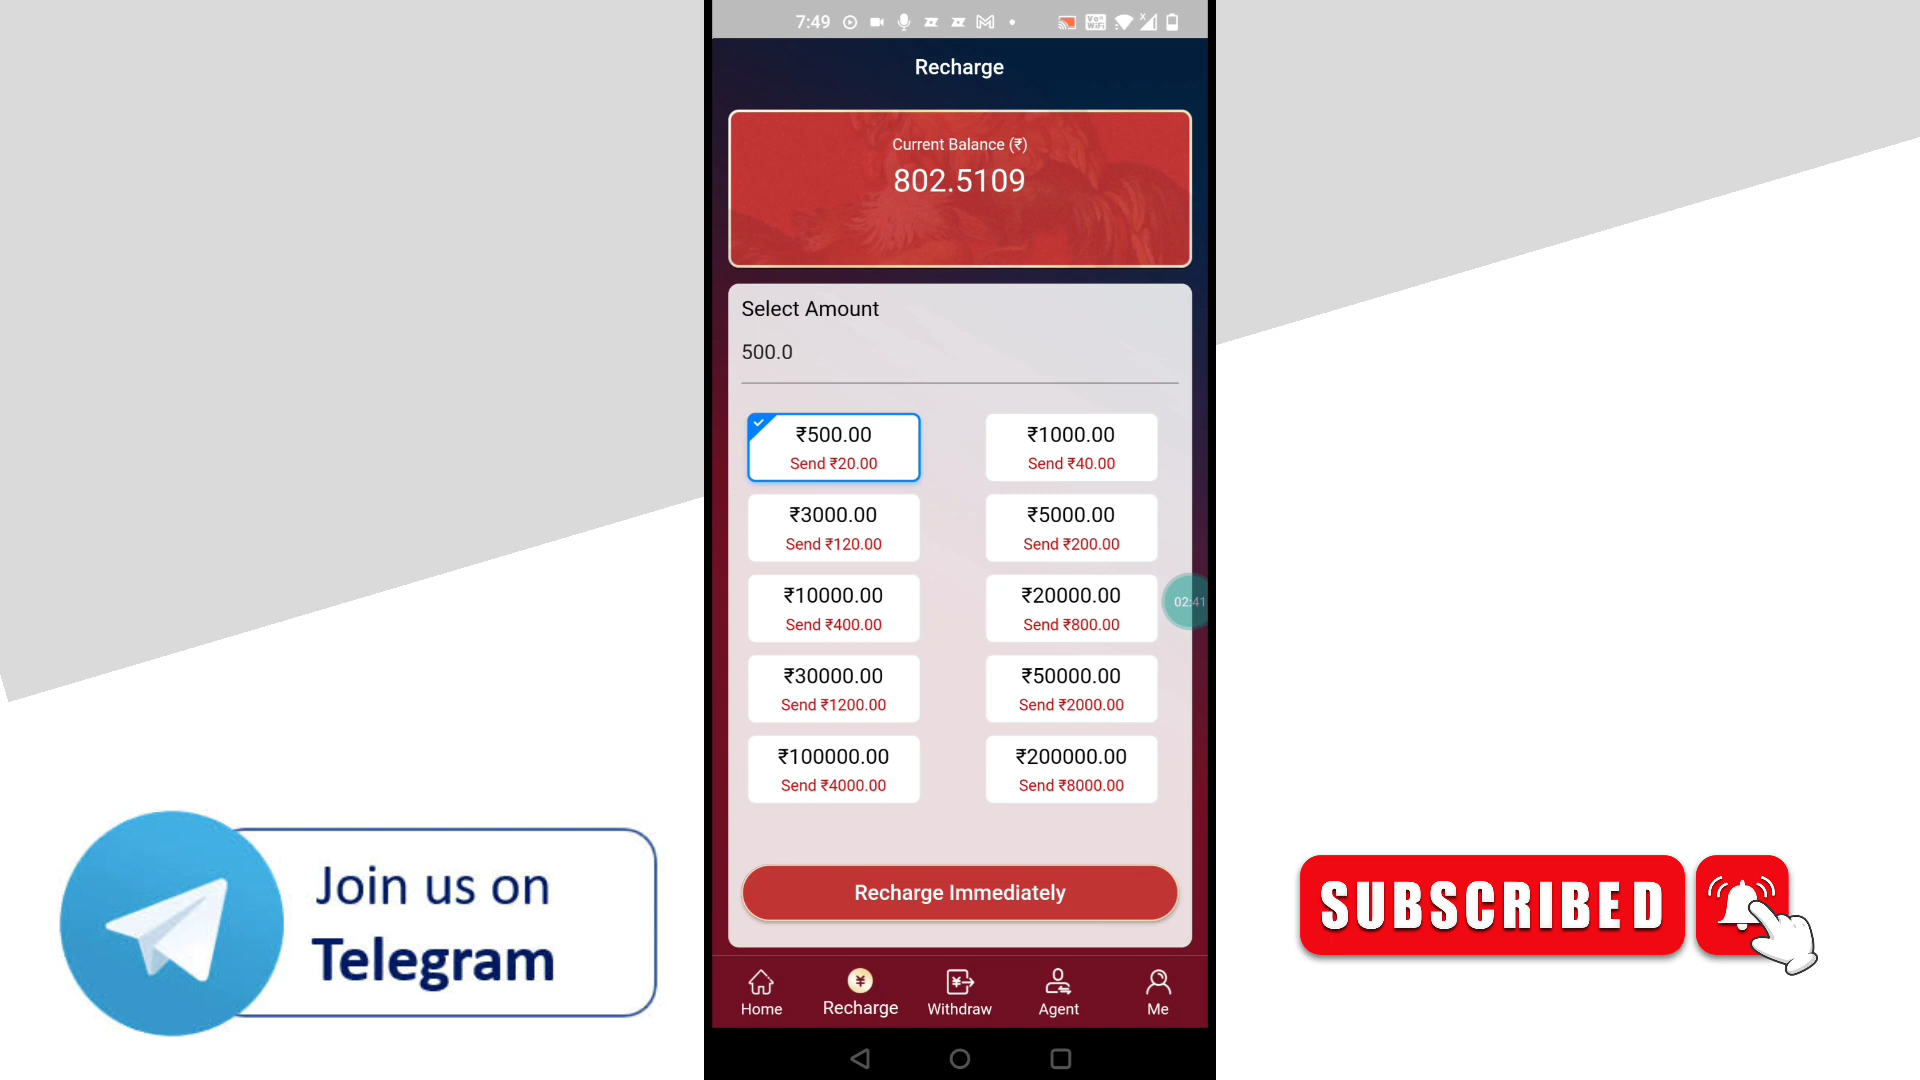 7:49
Recharge
Current Balance (₹)
802.5109
Select Amount
500.0
₹500.00
Send ₹20.00
₹1000.00
Send ₹40.00
₹3000.00
Send ₹120.00
₹5000.00
Send ₹200.00
₹10000.00
Send ₹400.00
₹20000.00
Send ₹800.00
02:41
₹30000.00
Send ₹1200.00
₹50000.00
Send ₹2000.00
₹100000.00
Send ₹4000.00
₹200000.00
Send ₹8000.00
Recharge Immediately
Home
Recharge
Withdraw
Agent
Me
Join us on
Telegram
SUBSCRIBED